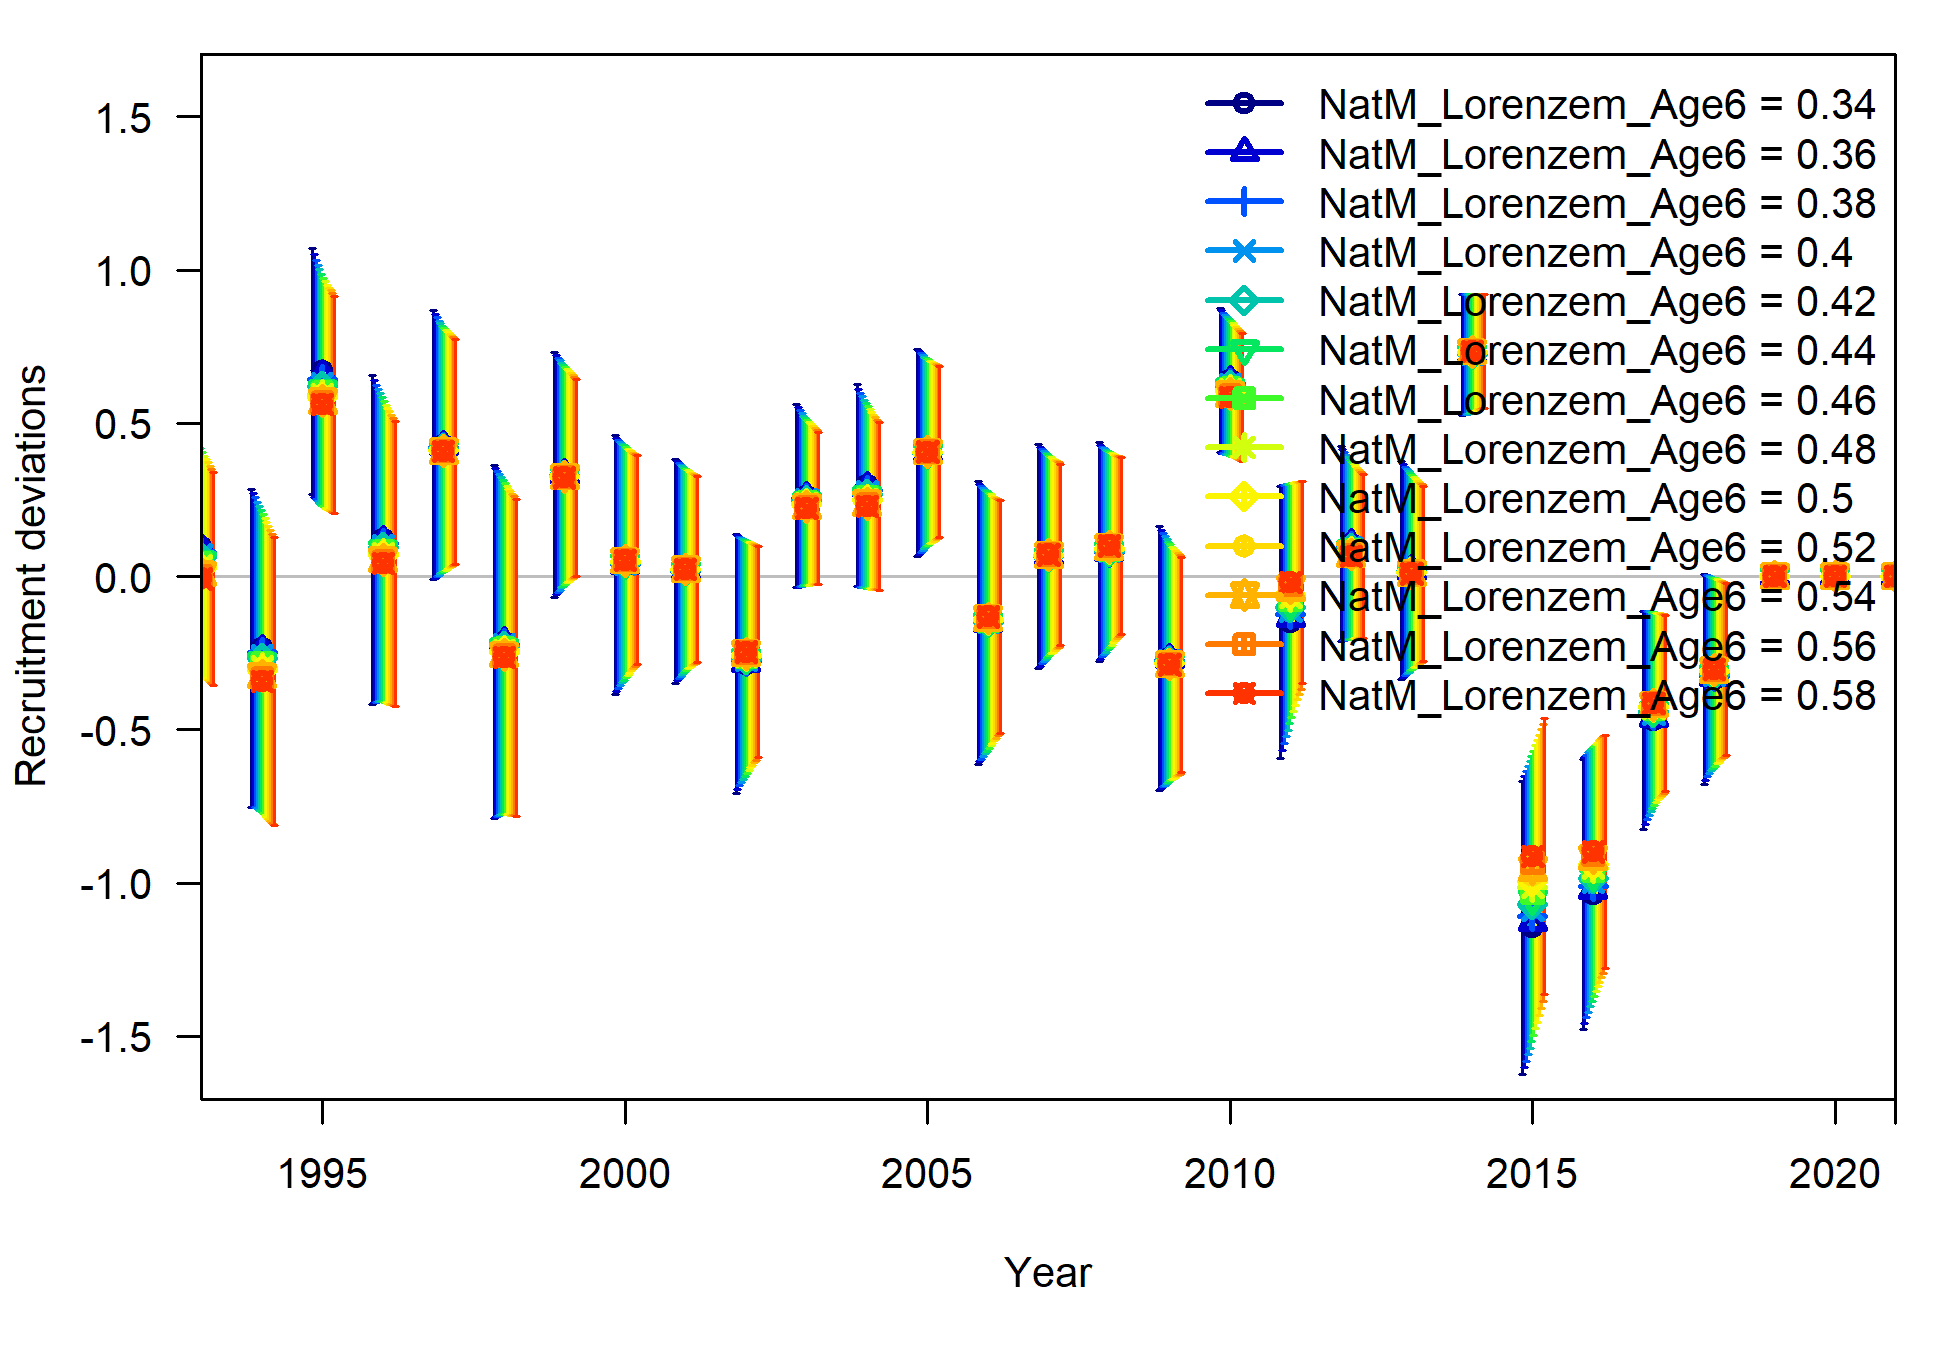 Recruitment deviations
1.5
1.0
0.5
0.0
-0.5
-1.0
-1.5
NatM_Lorenzem_Age6 = 0.34
NatM_Lorenzem_Age6 = 0.36
NatM_Lorenzem_Age6 = 0.38
NatM_Lorenzem_Age6 = 0.4
NatM_Lorenzem_Age6 = 0.42
NatM_Lorenzem_Age6 = 0.44
NatM_Lorenzem_Age6 = 0.46
NatM_Lorenzem_Age6 = 0.48
NatM_Lorenzem_Age6 = 0.5
NatM_Lorenzem_Age6 = 0.52
NatM_Lorenzem_Age6 = 0.54
NatM_Lorenzem_Age6 = 0.56
NatM_Lorenzem_Age6 = 0.58
1995 2000 2005 2010 2015 2020
Year